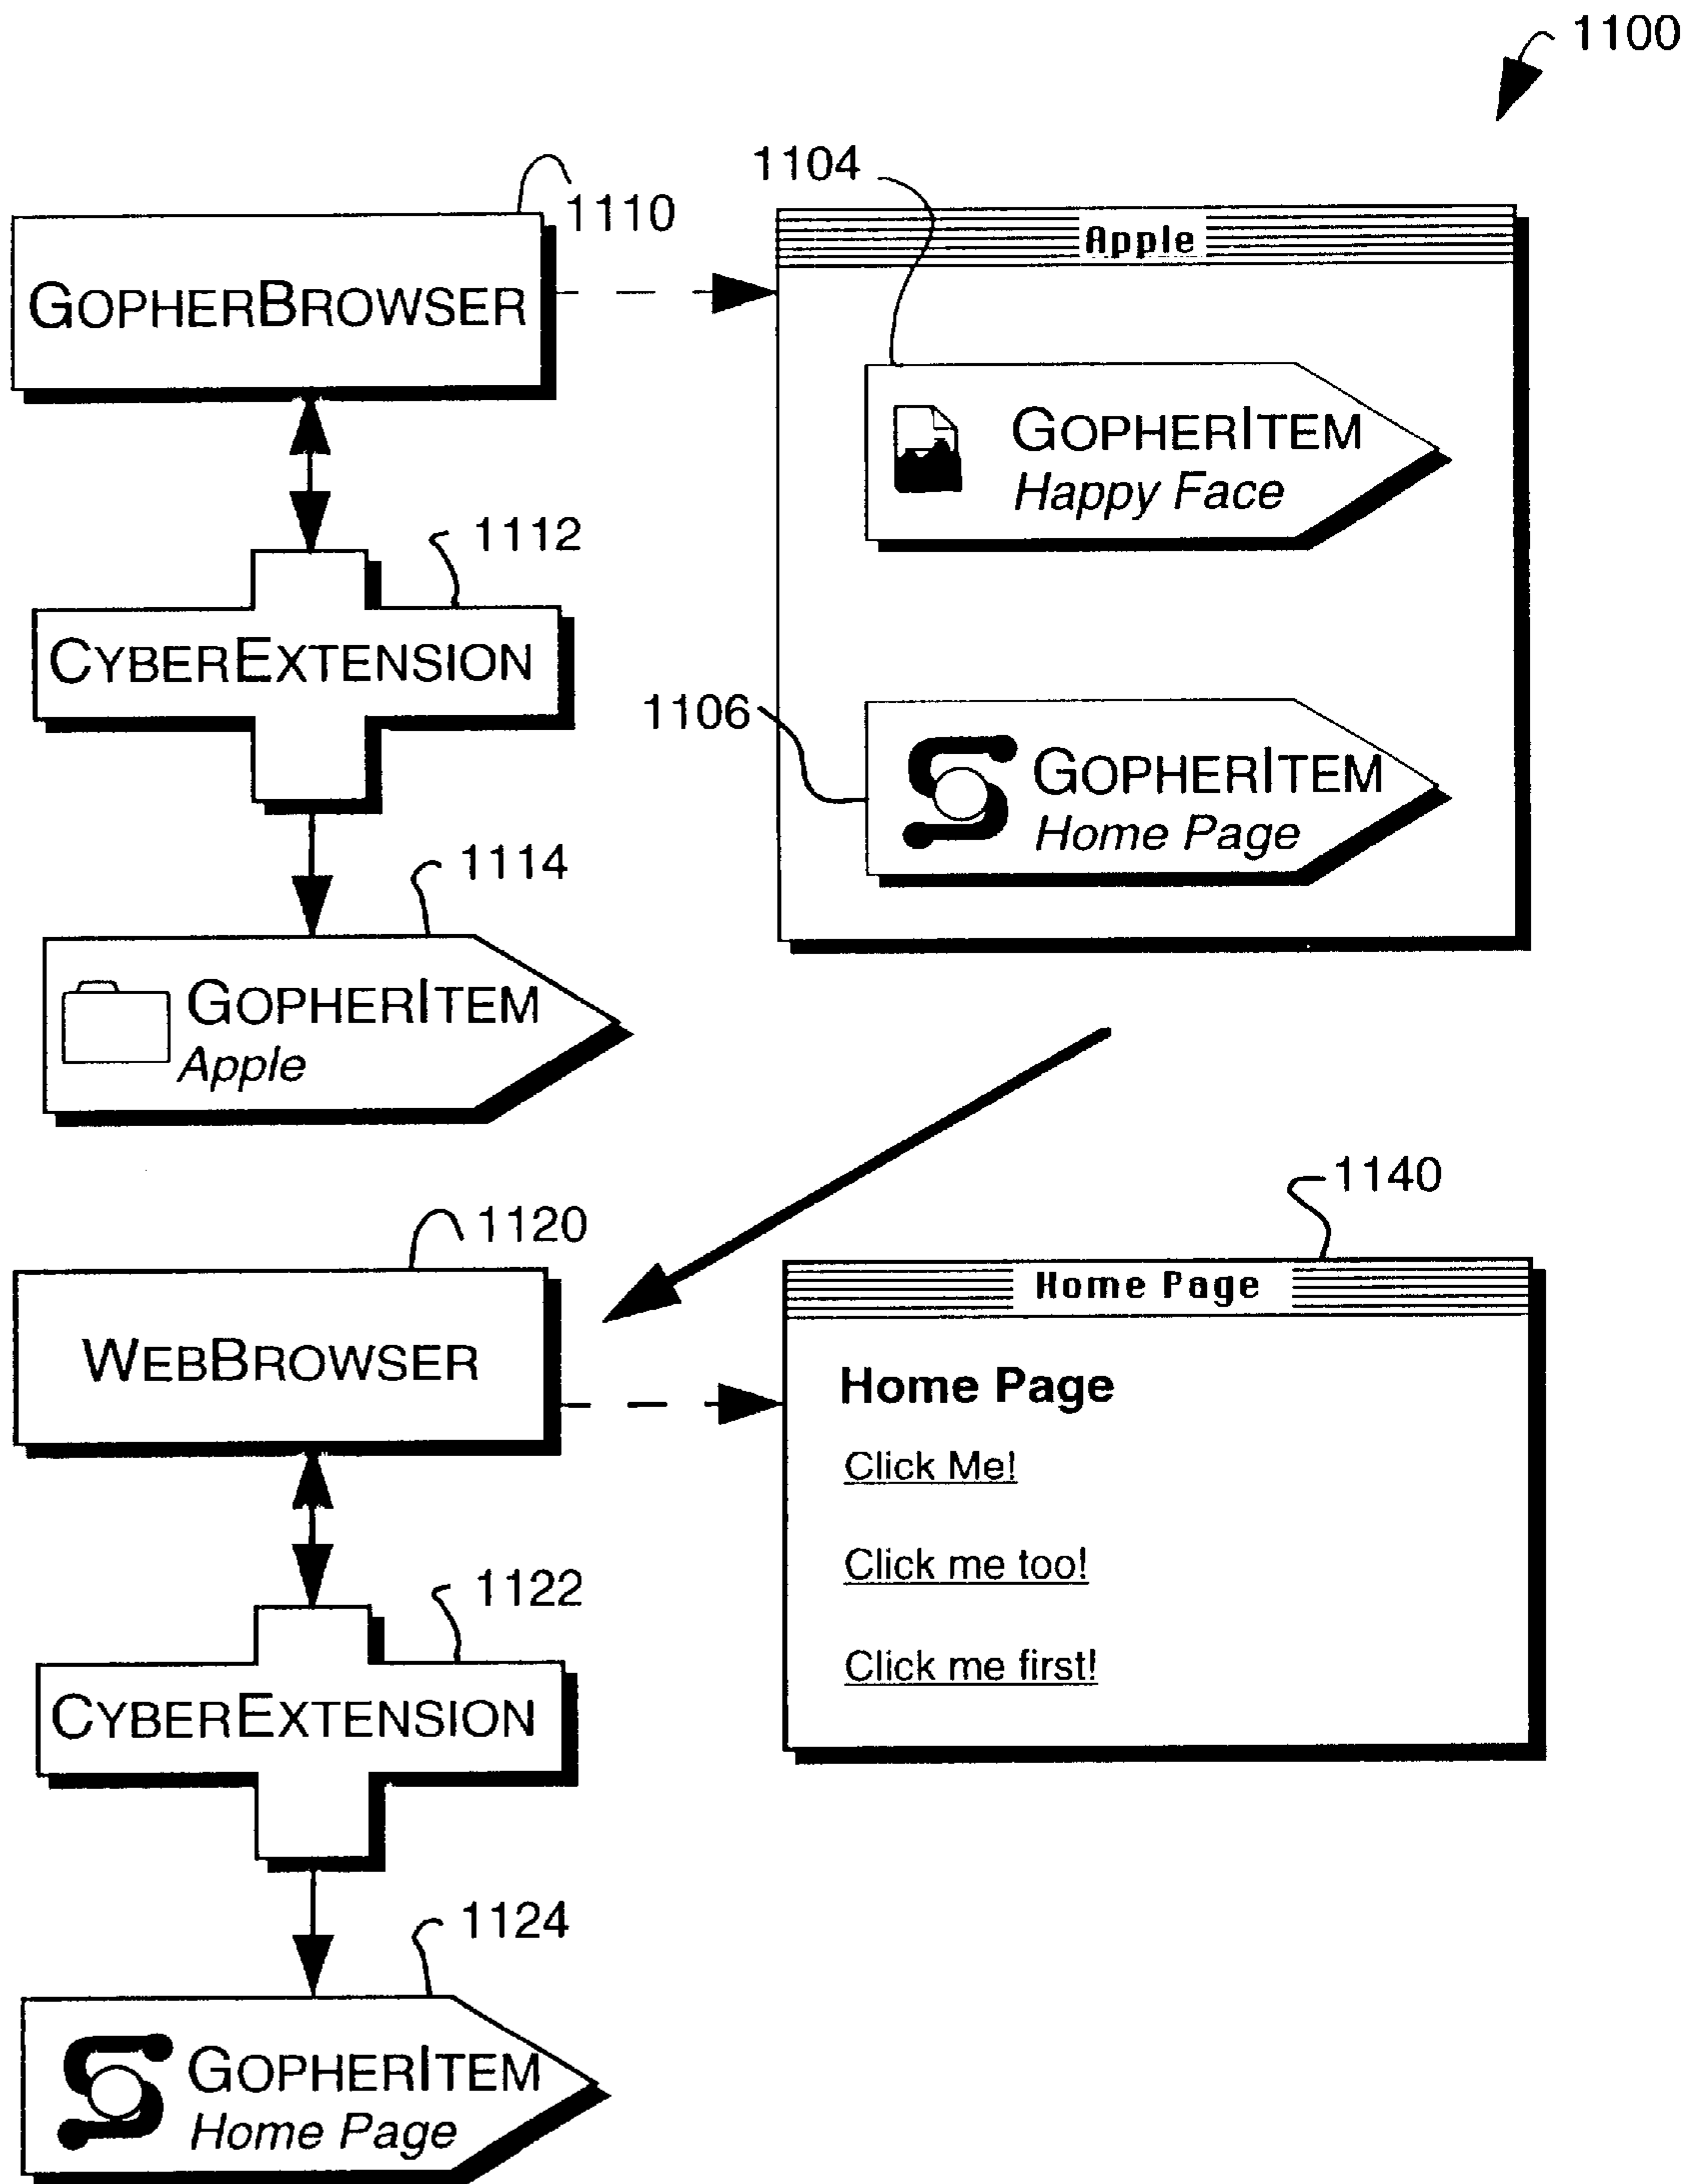 1100
1104
1110
Apple
GOPHERBROWSER
GOPHERITEM
Happy Face
1112
CYBEREXTENSION
1106
GOPHERITEM
Home Page
1114
GOPHERITEM
Apple
1140
1120
Home Page
WEBBROWSER
Home Page
Click Me!
Click me too!
1122
Click me first!
CYBEREXTENSION
1124
GOPHERITEM
Home Page